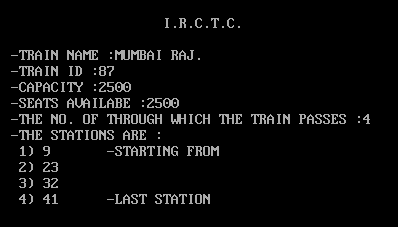 I.R.C.T.C.
-TRAIN NAME :MUMBAI RAJ.
-TRAIN ID :87
-CAPACITY :2500
-SEATS AVAILABE :2500
-THE NO. OF THROUGH WHICH THE TRAIN PASSES :4
-THE STATIONS ARE :
1) 9 -STARTING FROM
2) 23
3) 32
4) 41 -LAST STATION